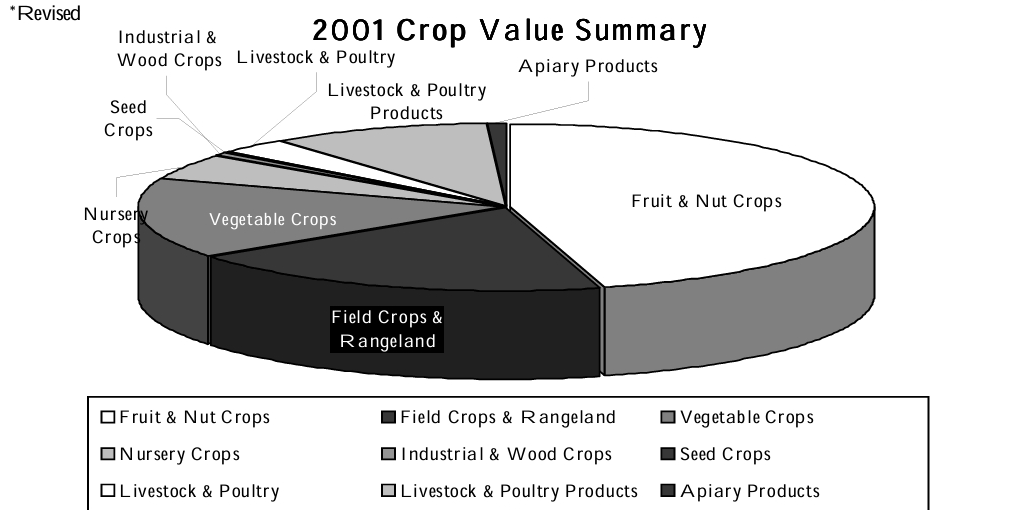 *Revised
2001 Crop Value Summary
Industrial &
Wood Crops
Livestock & Poultry
Apiary Products
Livestock & Poultry
Products
Seed
Crops
Fruit & Nut Crops
Nursery
Crops
Vegetable Crops
Field Crops &
Rangeland
Fruit & Nut Crops
Field Crops & Rangeland
Vegetable Crops
Nursery Crops
Industrial & Wood Crops
Seed Crops
Livestock & Poultry
Livestock & Poultry Products
Apiary Products